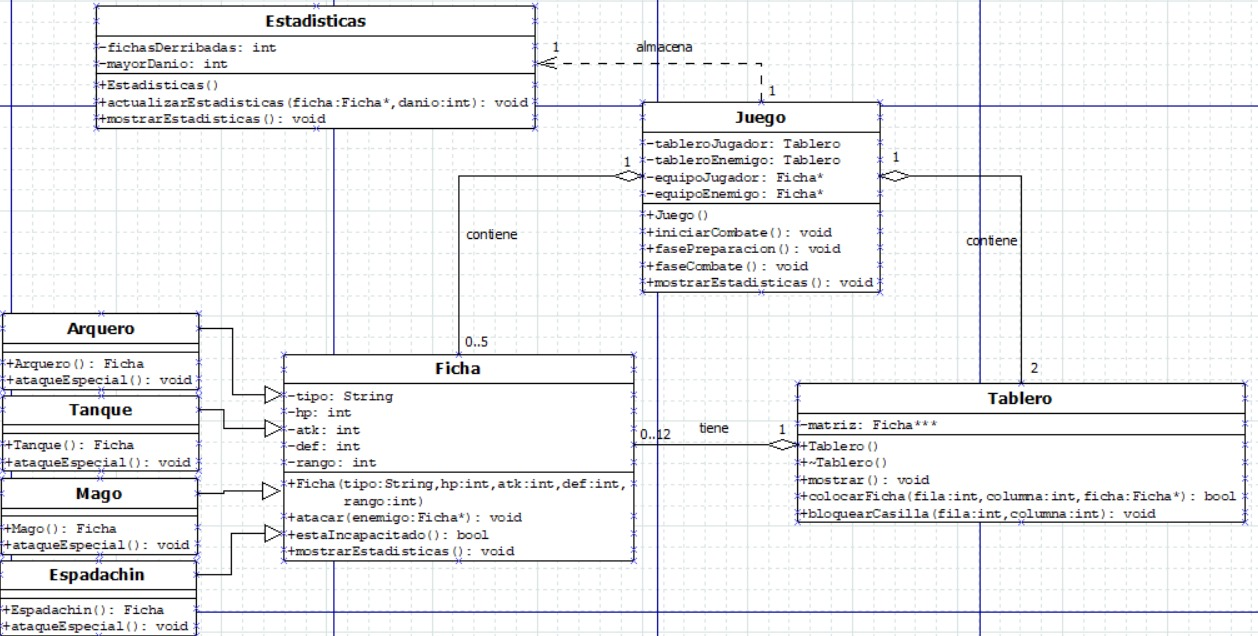 Estadisticas
-fichasDerribadas: int
-mayorDanio: int
+Estadisticas()
+actualizarEstadisticas(ficha:Ficha*,danio:int): void
+mostrarEstadisticas(): void
1
almacena
1
Juego
-tableroJugador: Tablero
-tableroEnemigo: Tablero
-equipoJugador: Ficha*
-equipoEnemigo: Ficha*
+Juego()
+iniciarCombate(): void
+fasePreparacion(): void
+faseCombate(): void
+mostrarEstadisticas(): void
1
contiene
0..5
1
contiene
2
Arquero
+Arquero(): Ficha
+ataqueEspecial(): void
Tanque
+Tanque(): Ficha
+ataqueEspecial(): void
Mago
+Mago(): Ficha
+ataqueEspecial(): void
Espadachin
+Espadachin(): Ficha
+ataqueEspecial(): void
Ficha
-tipo: String
-hp: int
-atk: int
-def: int
-rango: int
+Ficha(tipo:String,hp:int,atk:int,def:int,
rango:int)
+atacar(enemigo:Ficha*): void
+estaIncapacitado(): bool
+mostrarEstadisticas(): void
0..12
tiene
1
Tablero
-matriz: Ficha***
+Tablero()
+~Tablero()
+mostrar(): void
+colocarFicha(fila:int,columna:int,ficha:Ficha*): bool
+bloquearCasilla(fila:int,columna:int): void